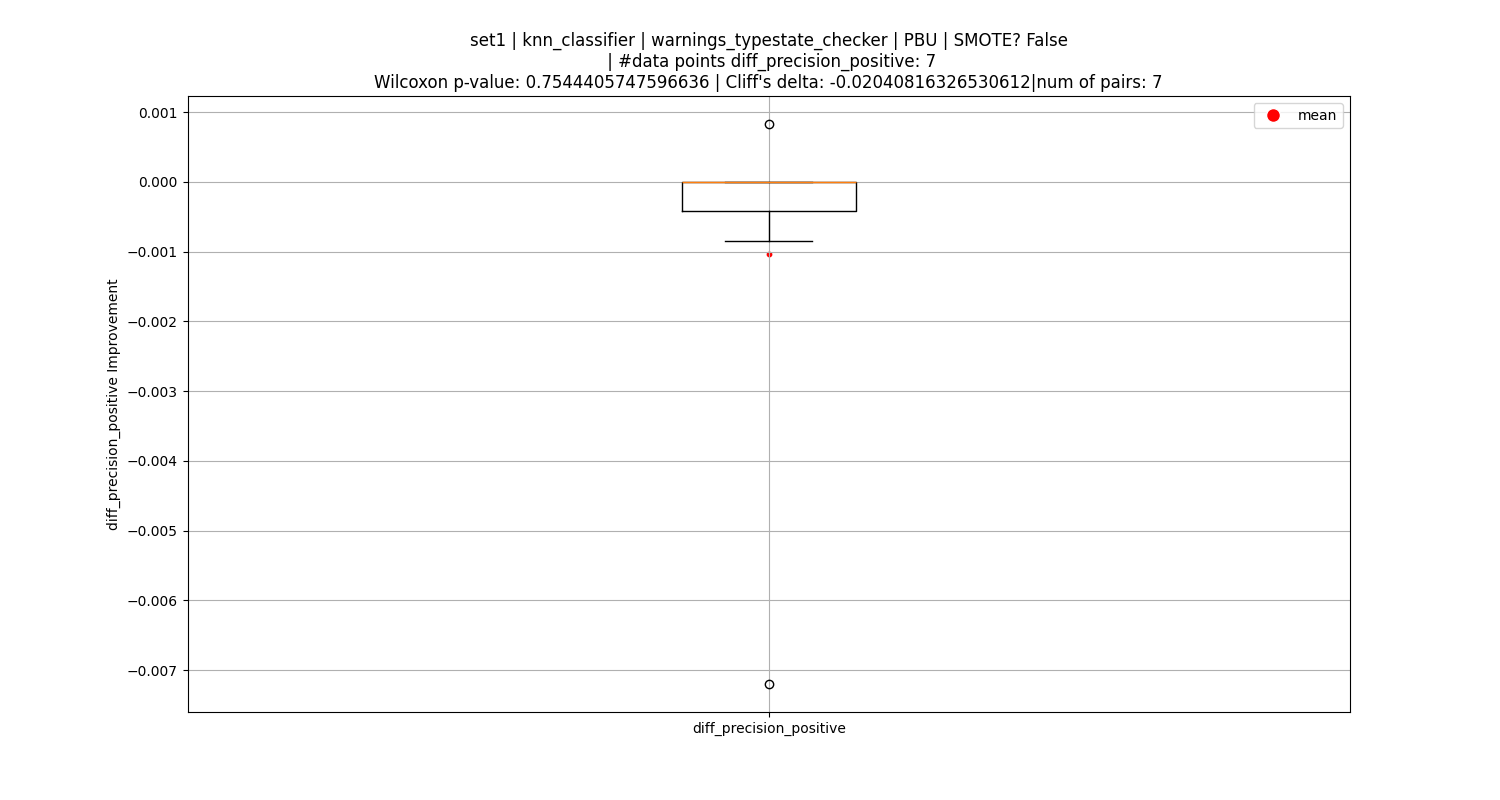 set1 | knn_classifier | warnings_typestate_checker | PBU | SMOTE? False
| #data points diff_precision_positive: 7
Wilcoxon p-value: 0.7544405747596636 | Cliff's delta: -0.02040816326530612|num of pairs: 7
mean
0.001
0.000
−0.001
−0.002
−0.003
−0.004
−0.005
−0.006
−0.007
diff_precision_positive Improvement
diff_precision_positive